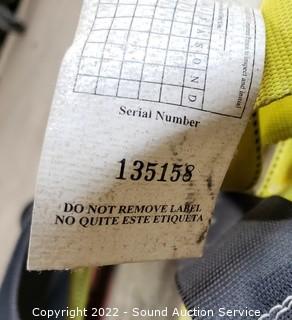 J A S O N D
Serial Number
135158
DO NOT REMOVE LABEL
NO QUITE ESTE ETIQUETA
Copyright 2022 - Sound Auction Service